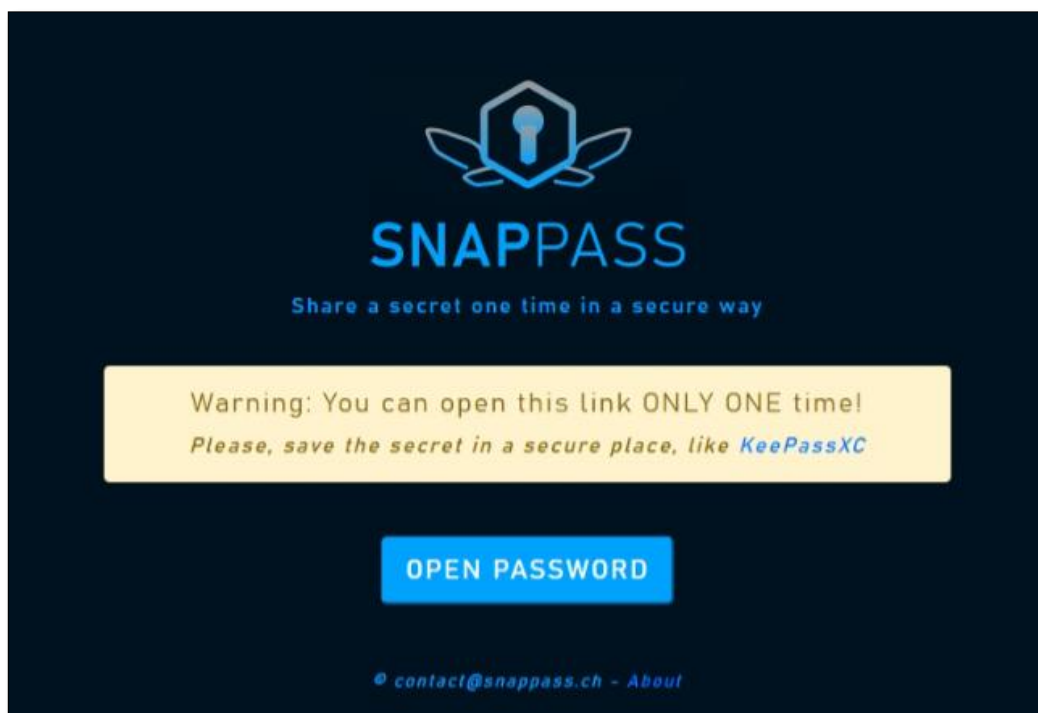 SNAPPASS
Share a secret one time in a secure way
Warning: You can open this link ONLY ONE time!
Please, save the secret in a secure place, like KeePassXC
OPEN PASSWORD
© contact@snappass.ch - About